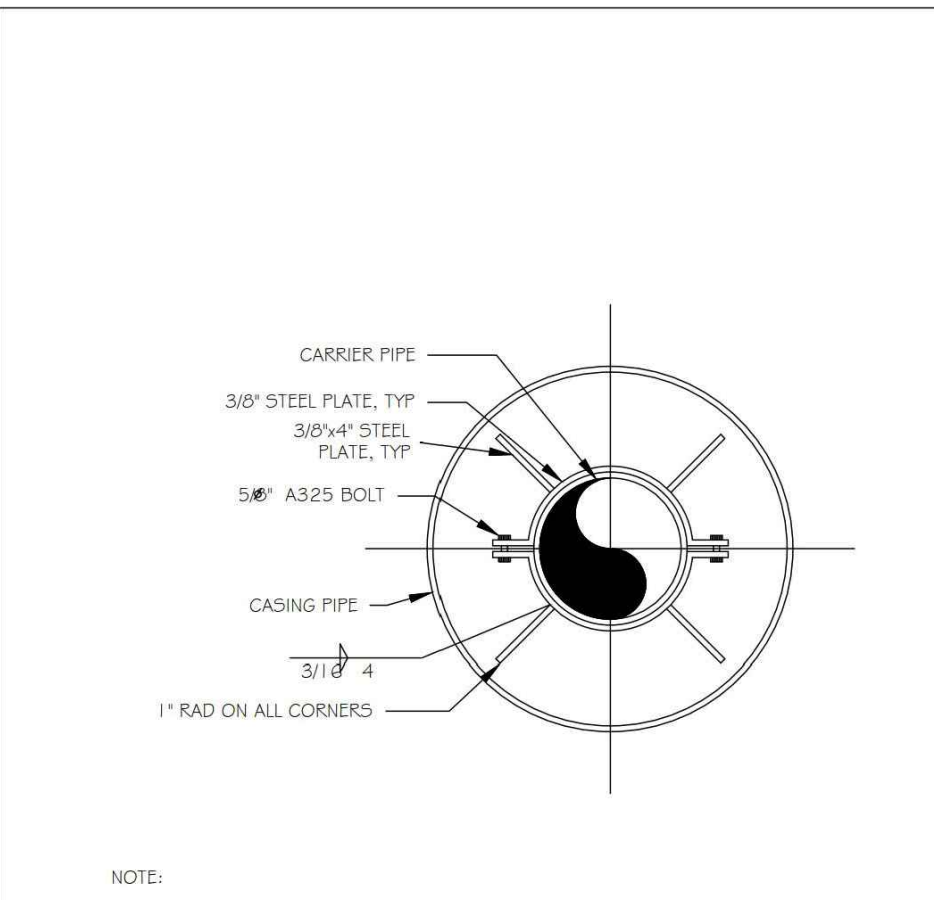 CARRIER PIPE
3/8" STEEL PLATE, TYP
3/8"x4" STEEL
PLATE, TYP
5/8"ø A325 BOLT
CASING PIPE
3/16 4
1" RAD ON ALL CORNERS
NOTE: